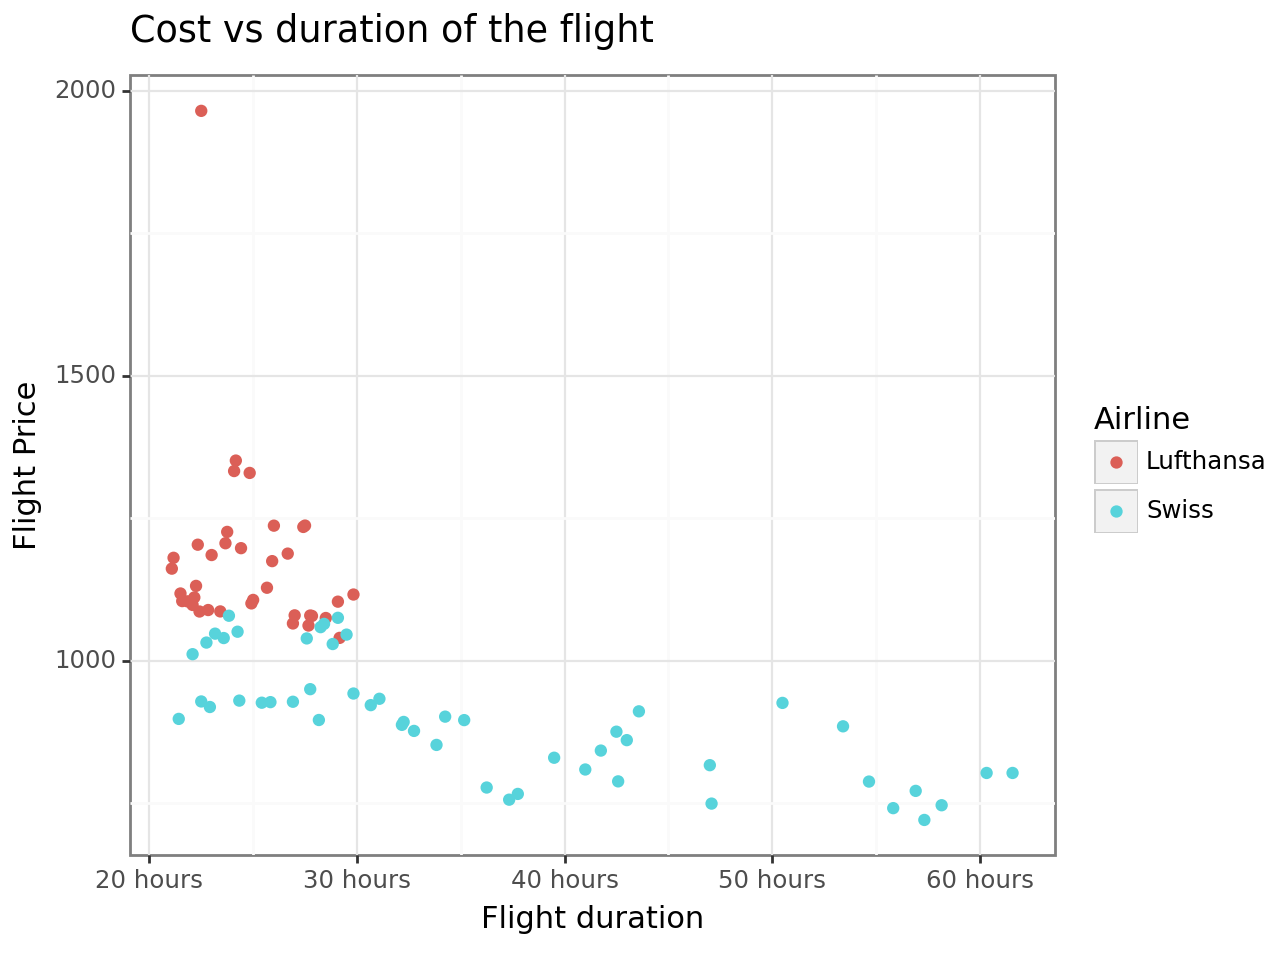 Cost vs duration of the flight
2000
1500
1000
Flight Price
20 hours
30 hours
40 hours
50 hours
60 hours
Flight duration
Airline
Lufthansa
Swiss